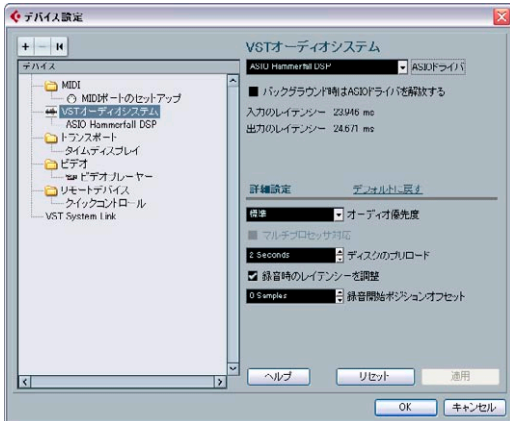 デバイス設定
デバイス
MIDI
MIDIポートのセットアップ
VSTオーディオシステム
ASIO Hammerfall DSP
トランスポート
タイムディスプレイ
ビデオ
ビデオプレーヤー
リモートデバイス
クイックコントロール
VST System Link
VSTオーディオシステム
ASIO Hammerfall DSP ASIOドライバ
バックグラウンド時はASIOドライバを解放する
入力のレイテンシー 23.946 ms
出力のレイテンシー 24.671 ms
詳細設定 デフォルトに戻す
標準 オーディオ優先度
マルチプロセッサ対応
2 Seconds ディスクのプリロード
録音時のレイテンシーを調整
0 Samples 録音開始ポジションオフセット
ヘルプ リセット 適用
OK キャンセル